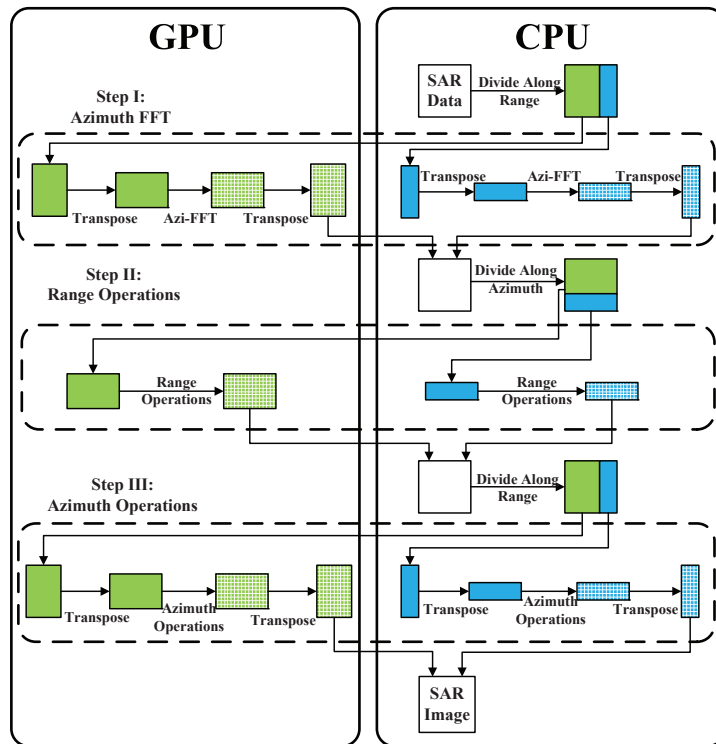 GPU
CPU
Step I:
Azimuth FFT
SAR
Data
Divide Along
Range
Transpose
Azi-FFT
Transpose
Transpose
Azi-FFT
Transpose
Step II:
Range Operations
Divide Along
Azimuth
Range
Operations
Range
Operations
Step III:
Azimuth Operations
Divide Along
Range
Transpose
Azimuth
Operations
Transpose
Transpose
Azimuth
Operations
Transpose
SAR
Image